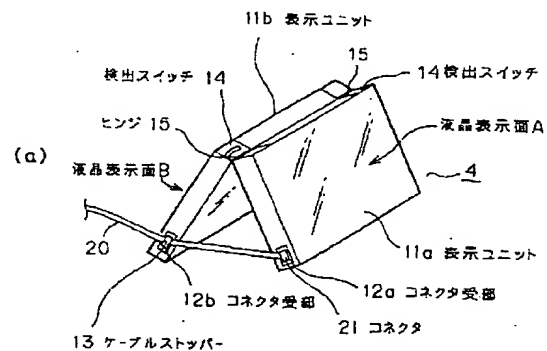 11b 表示ユニット
15
検出スイッチ 14
14 検出スイッチ
ヒンジ 15
液晶表示面A
(a)
液晶表示面B
4
20
11a 表示ユニット
12b コネクタ受部
12a コネクタ受部
21 コネクタ
13 ケーブルストッパー